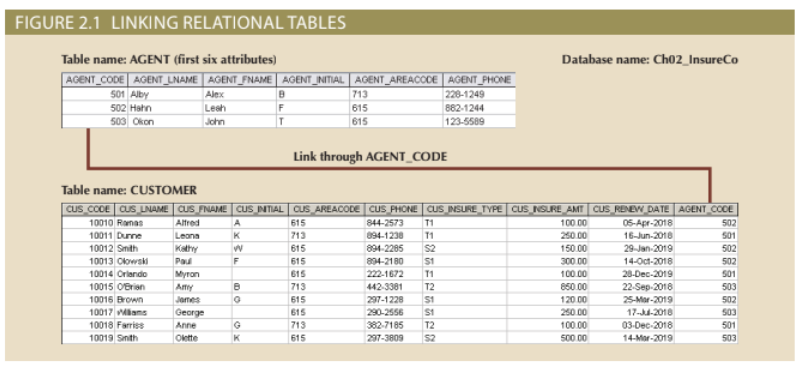 FIGURE 2.1 LINKING RELATIONAL TABLES
Table name: AGENT (first six attributes) Database name: Ch02_InsureCo
AGENT_CODE AGENT_LNAME AGENT_FNAME AGENT_INITIAL AGENT_AREACODE AGENT_PHONE
501 Alby Alex B 713 228-1249
502 Hahn Leah F 615 882-1244
503 Okon John T 615 123-5589
Link through AGENT_CODE
Table name: CUSTOMER
CUS_CODE CUS_LNAME CUS_FNAME CUS_INITIAL CUS_AREACODE CUS_PHONE CUS_INSURE_TYPE CUS_INSURE_AMT CUS_RENEW_DATE AGENT_CODE
10010 Ramas Alfred A 615 844-2573 T1 100.00 05-Apr-2018 502
10011 Dunne Leona K 713 894-1238 T1 250.00 16-Jun-2018 501
10012 Smith Kathy W 615 894-2285 S2 150.00 29-Jan-2019 502
10013 Olowski Paul F 615 894-2180 S1 300.00 14-Oct-2018 502
10014 Orlando Myron 615 222-1672 T1 100.00 28-Dec-2019 501
10015 O'Brian Amy B 713 442-3381 T2 850.00 22-Sep-2018 503
10016 Brown James G 615 297-1228 S1 120.00 25-Mar-2019 502
10017 Williams George 615 290-2556 S1 250.00 17-Jul-2018 503
10018 Farriss Anne G 713 382-7185 T2 100.00 03-Dec-2018 501
10019 Smith Olette K 615 297-3809 S2 500.00 14-Mar-2019 503